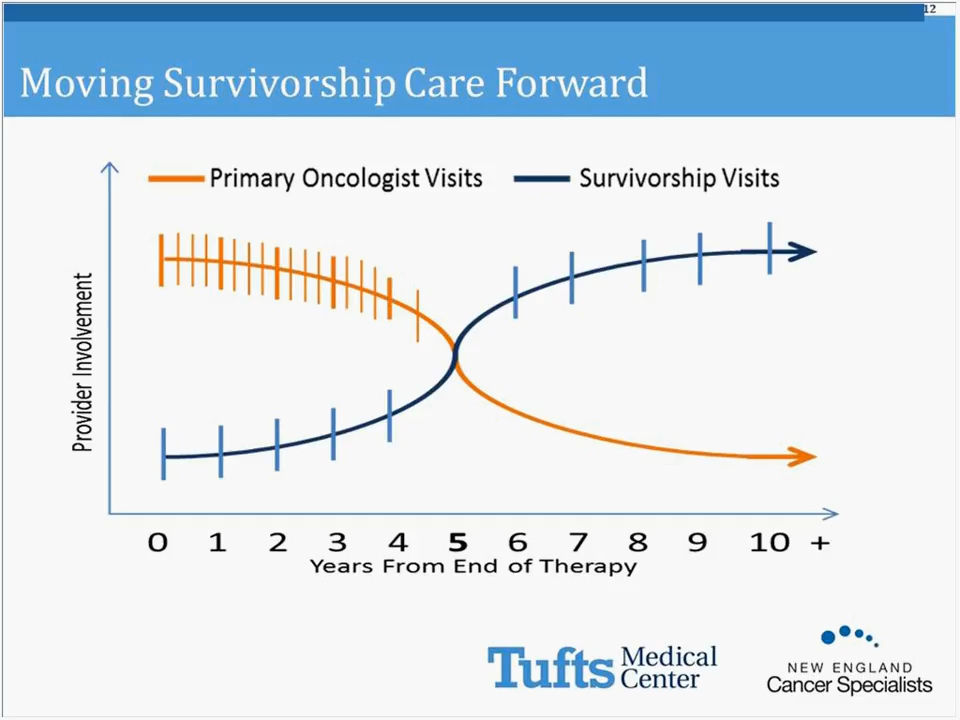 12
Moving Survivorship Care Forward
Primary Oncologist Visits Survivorship Visits
Provider Involvement
0 1 2 3 4 5 6 7 8 9 10 +
Years From End of Therapy
Tufts Medical Center
NEW ENGLAND
Cancer Specialists